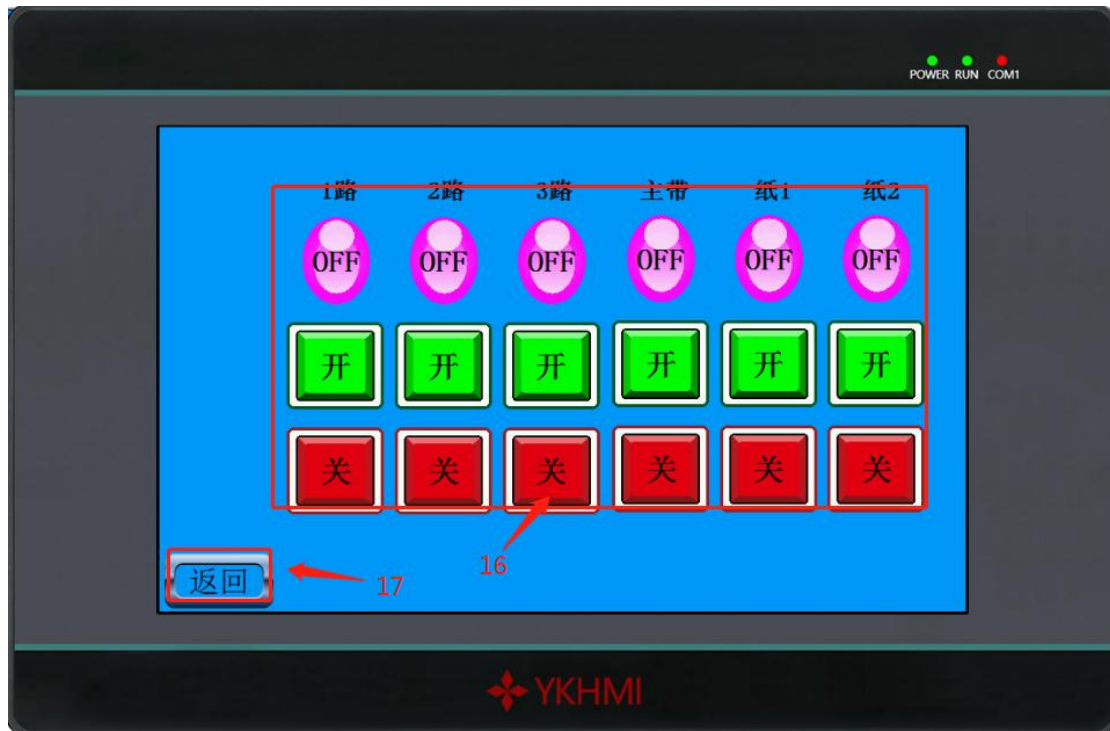 POWER RUN COM1
1路 2路 3路 主带 纸1 纸2
OFF OFF OFF OFF OFF OFF
开 开 开 开 开 开
关 关 关 关 关 关
16
返回 17
YKHMI